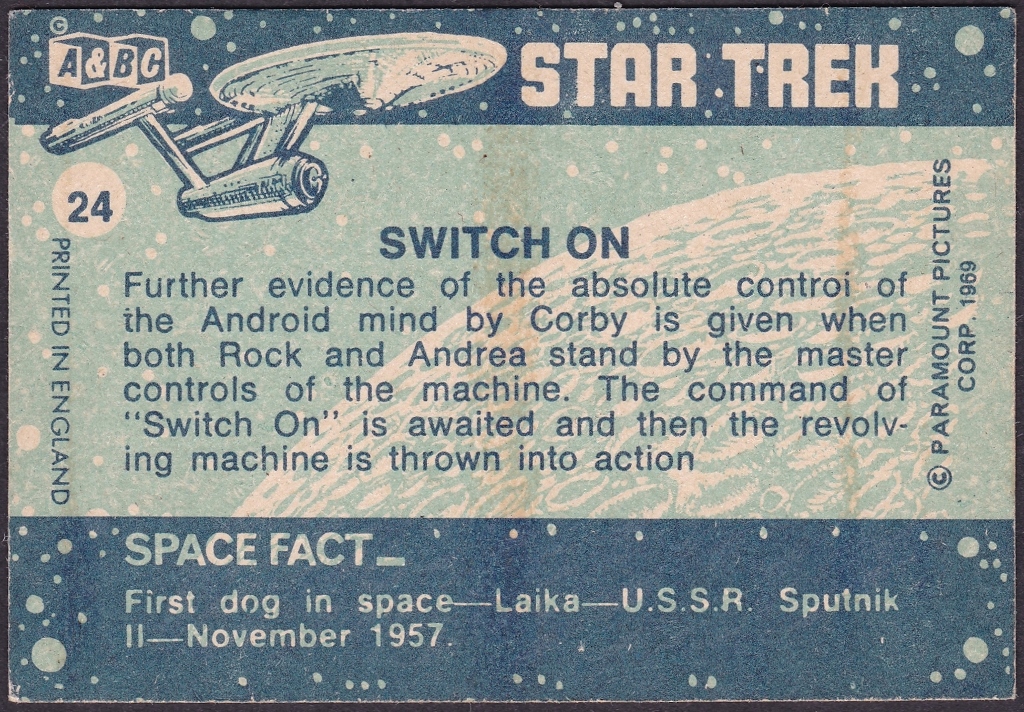 ©
A&BC
STAR TREK
24
PRINTED IN ENGLAND
SWITCH ON
Further evidence of the absolute control of
the Android mind by Corby is given when
both Rock and Andrea stand by the master
controls of the machine. The command of
"Switch On" is awaited and then the revolv-
ing machine is thrown into action
© PARAMOUNT PICTURES
CORP. 1969
SPACE FACT_
First dog in space—Laika—U.S.S.R. Sputnik
II—November 1957.